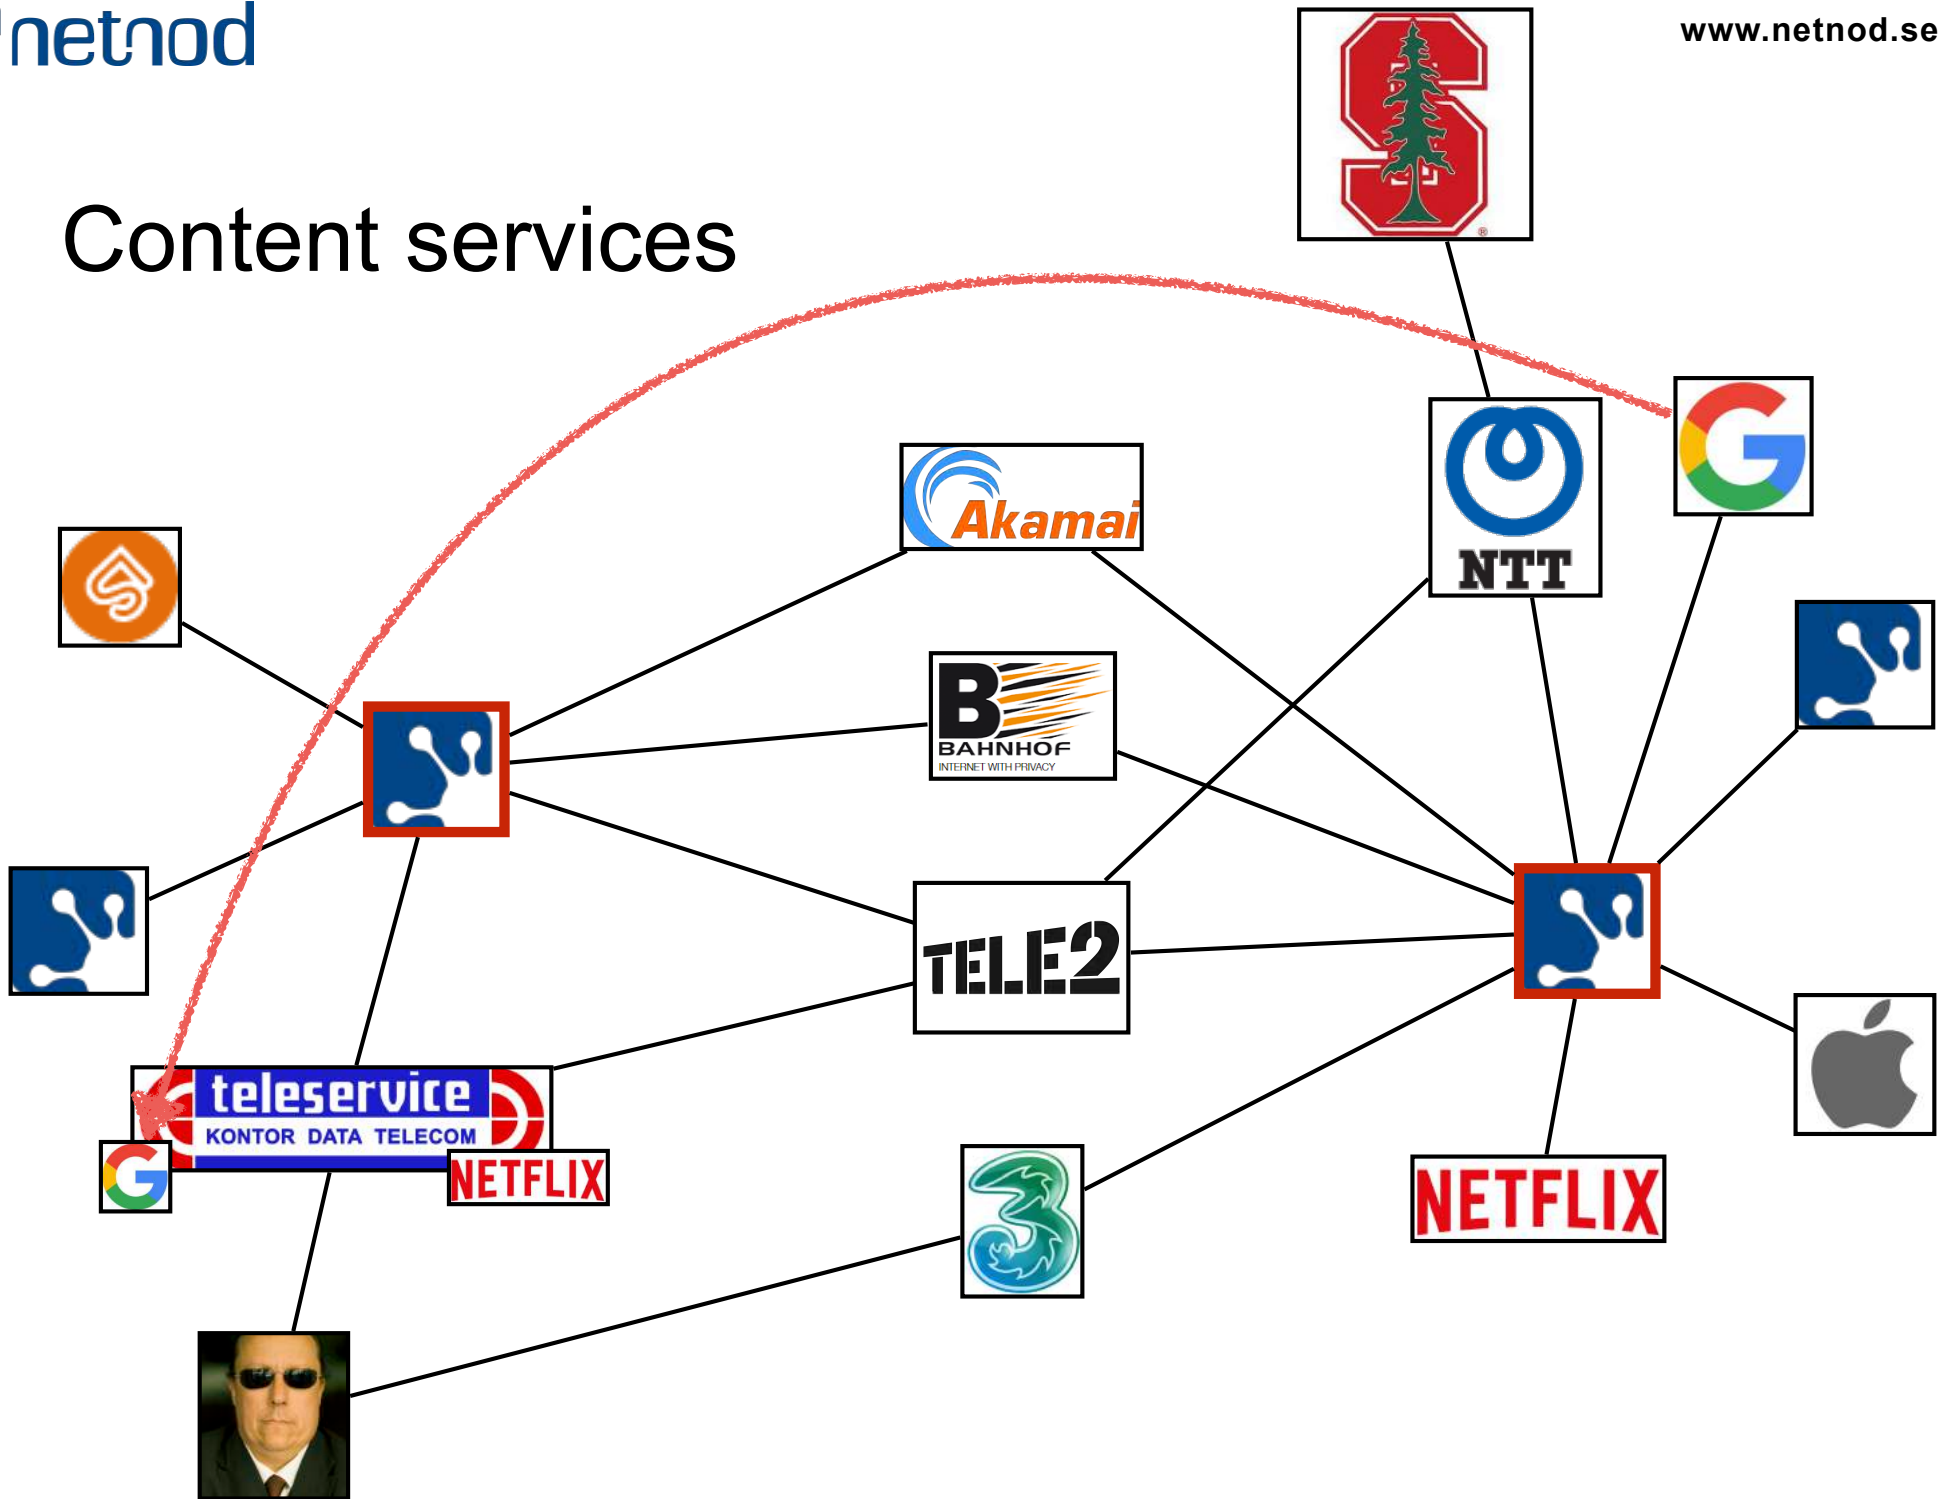 netnod
www.netnod.se
Content services
Akamai
NTT
B
BAHNHOF
INTERNET WITH PRIVACY
TELE2
teleservice
KONTOR DATA TELECOM
NETFLIX
3
NETFLIX